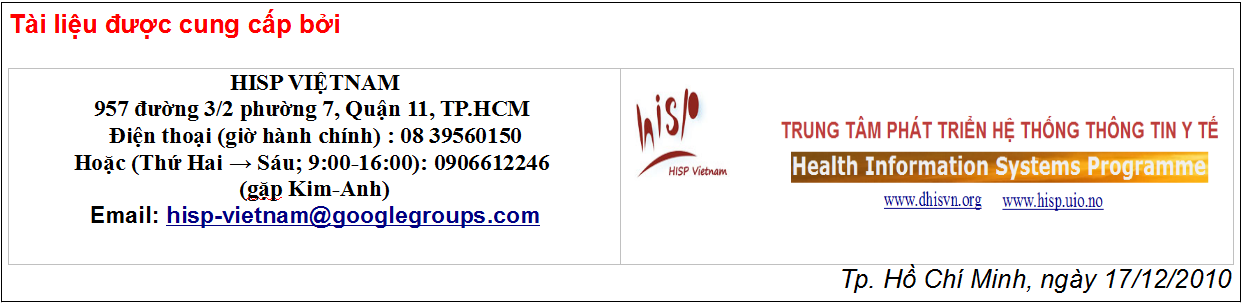 Tài liệu được cung cấp bởi
HISP VIỆTNAM
957 đường 3/2 phường 7, Quận 11, TP.HCM
Điện thoại (giờ hành chính) : 08 39560150
Hoặc (Thứ Hai → Sáu; 9:00-16:00): 0906612246
(gặp Kim-Anh)
Email: hisp-vietnam@googlegroups.com
hisp
HISP Vietnam
TRUNG TÂM PHÁT TRIỂN HỆ THỐNG THÔNG TIN Y TẾ
Health Information Systems Programme
www.dhisvn.org www.hisp.uio.no
Tp. Hồ Chí Minh, ngày 17/12/2010